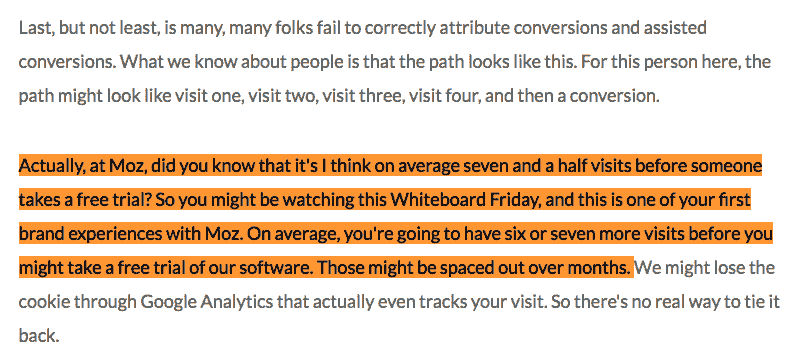 Last, but not least, is many, many folks fail to correctly attribute conversions and assisted
conversions. What we know about people is that the path looks like this. For this person here, the
path might look like visit one, visit two, visit three, visit four, and then a conversion.
Actually, at Moz, did you know that it's I think on average seven and a half visits before someone
takes a free trial? So you might be watching this Whiteboard Friday, and this is one of your first
brand experiences with Moz. On average, you're going to have six or seven more visits before you
might take a free trial of our software. Those might be spaced out over months. We might lose the
cookie through Google Analytics that actually even tracks your visit. So there's no real way to tie it
back.